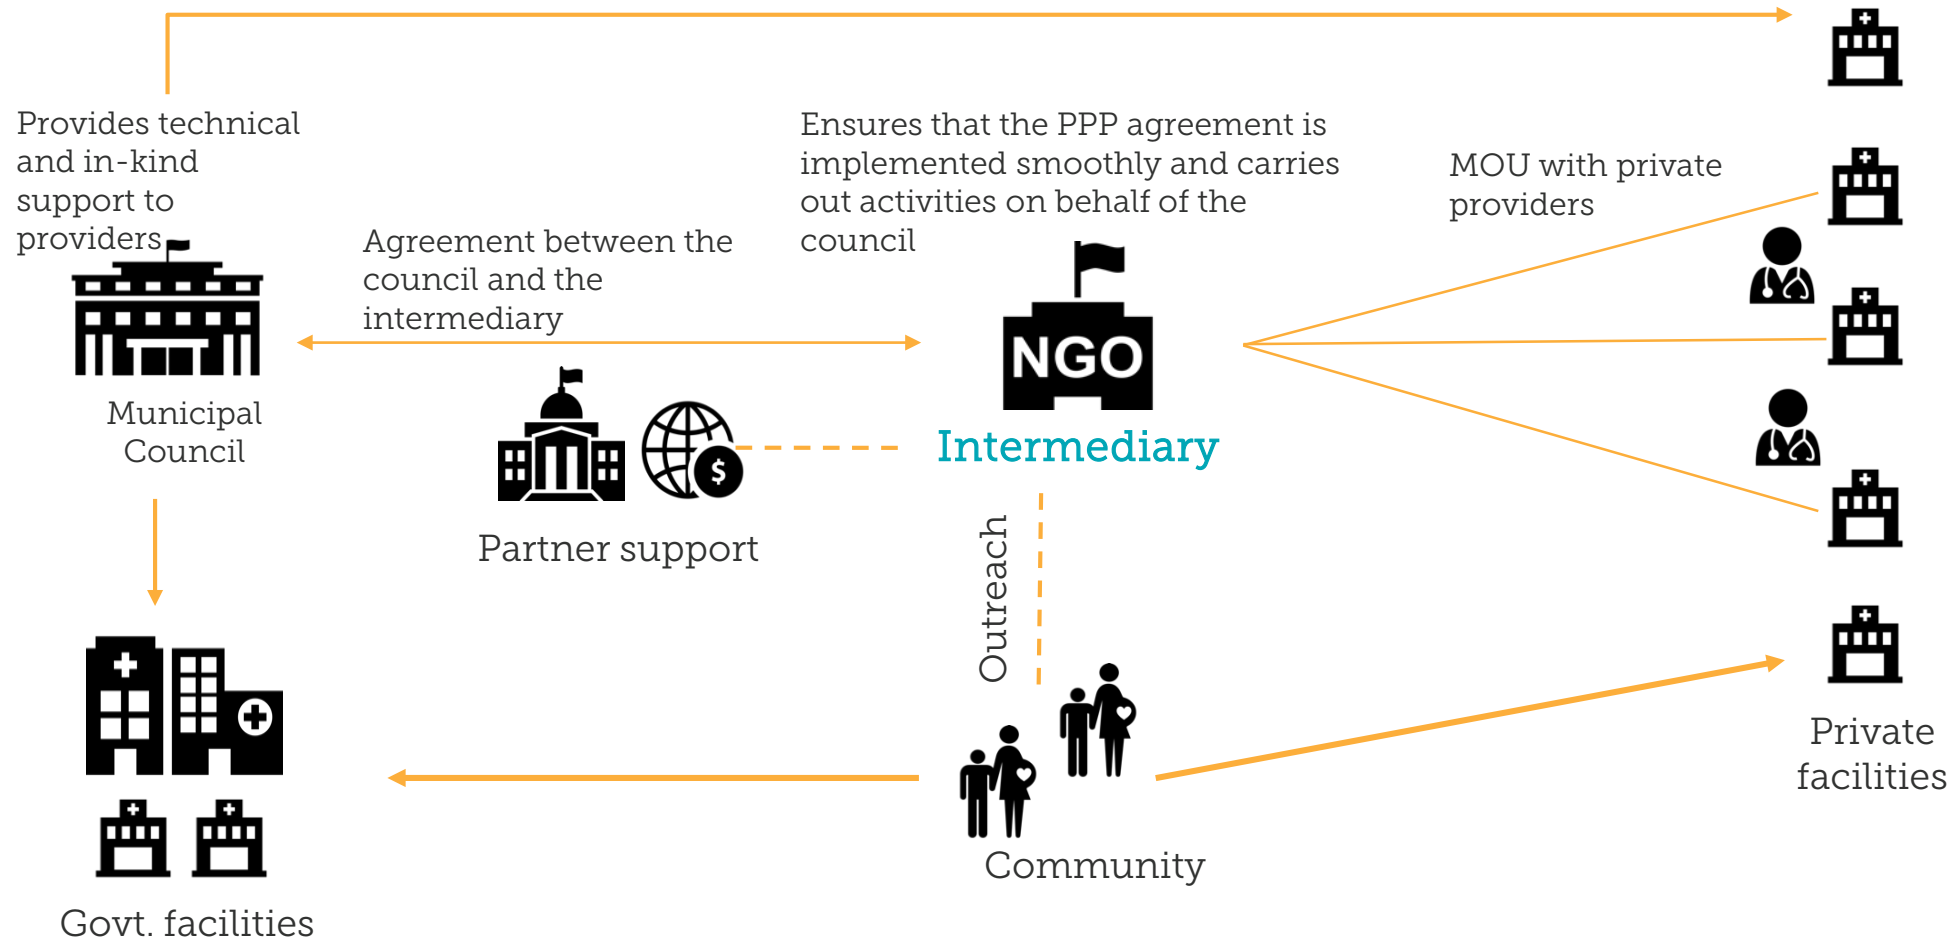 Provides technical
and in-kind
support to
providers
Ensures that the PPP agreement is
implemented smoothly and carries
out activities on behalf of the
council
MOU with private
providers
Agreement between the
council and the
intermediary
NGO
Municipal
Council
Intermediary
$
Partner support
Outreach
Private
facilities
Community
Govt. facilities